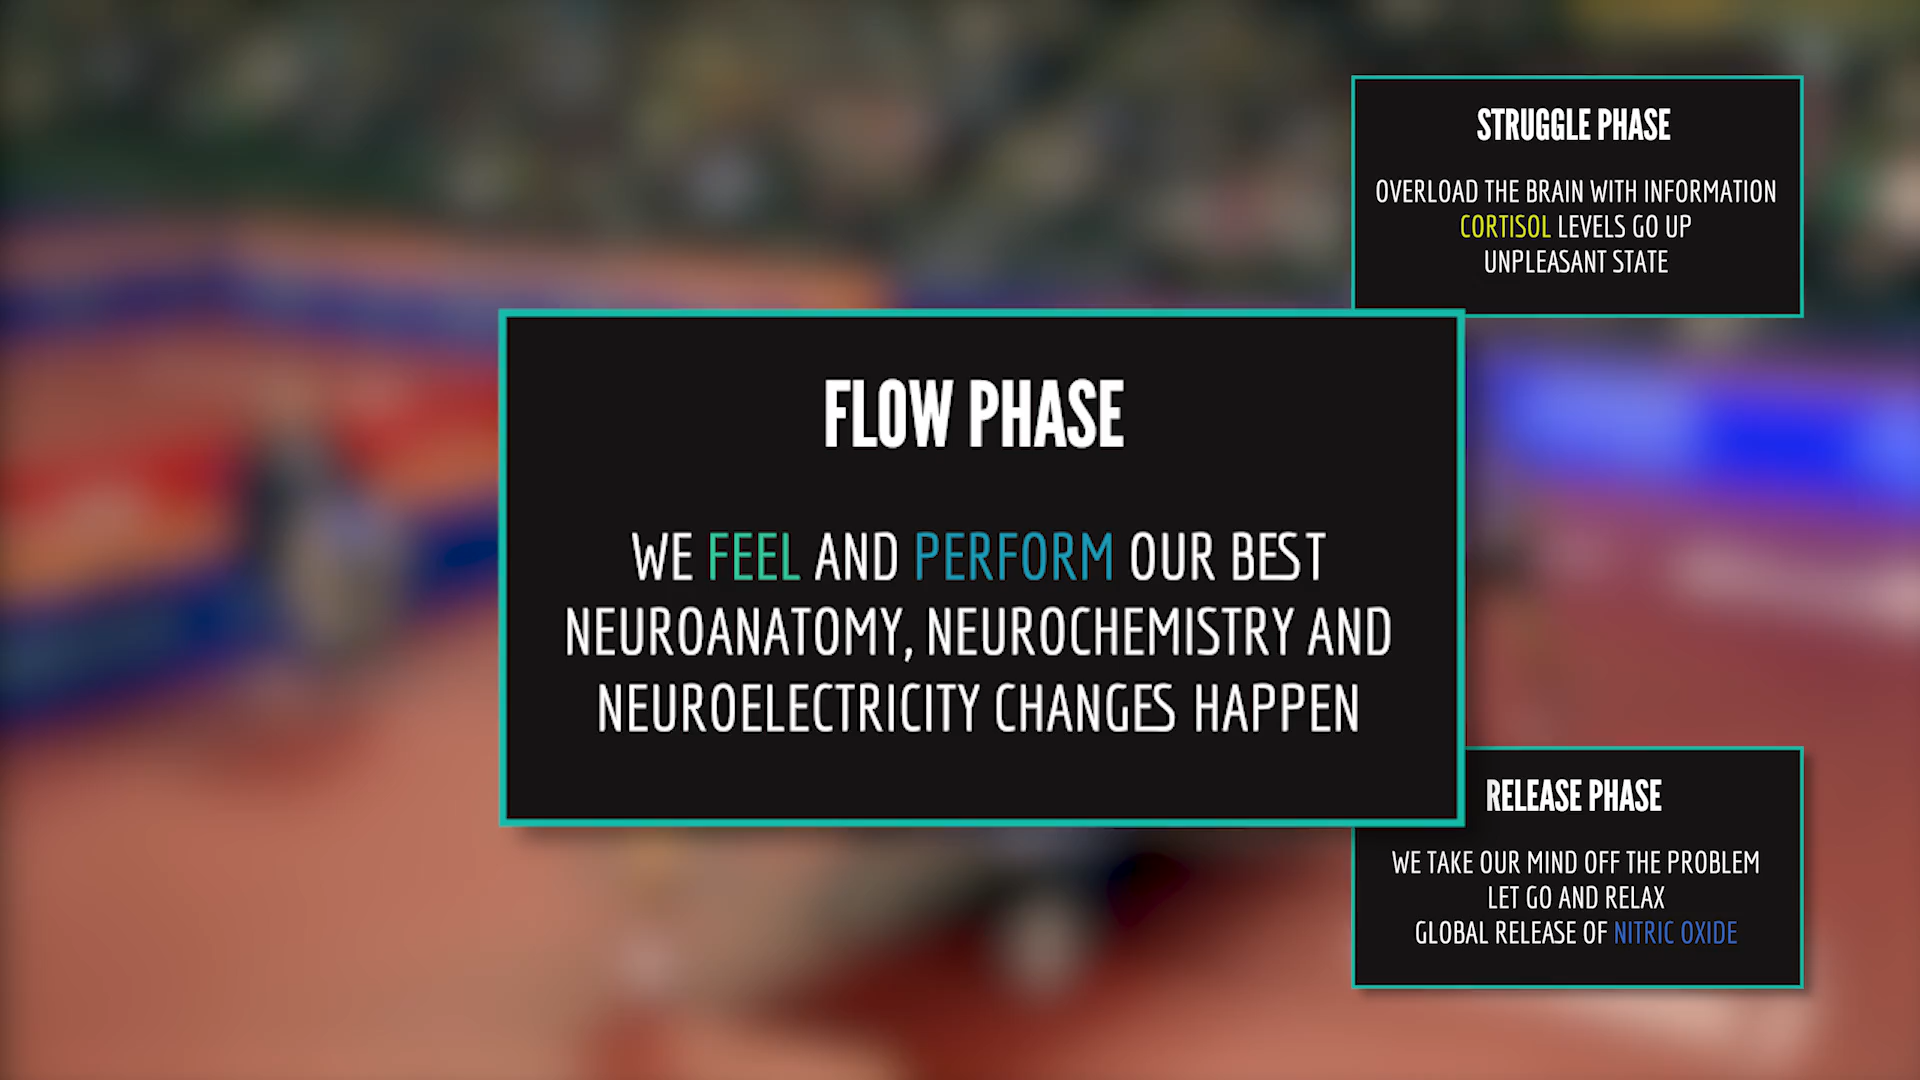 STRUGGLE PHASE
OVERLOAD THE BRAIN WITH INFORMATION
CORTISOL LEVELS GO UP
UNPLEASANT STATE
FLOW PHASE
WE FEEL AND PERFORM OUR BEST
NEUROANATOMY, NEUROCHEMISTRY AND
NEUROELECTRICITY CHANGES HAPPEN
RELEASE PHASE
WE TAKE OUR MIND OFF THE PROBLEM
LET GO AND RELAX
GLOBAL RELEASE OF NITRIC OXIDE